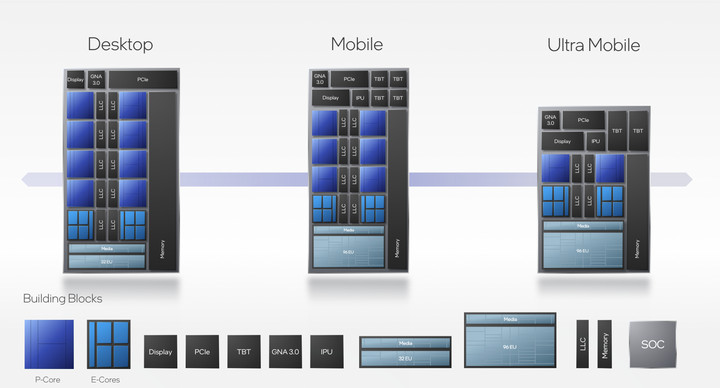 Desktop
Mobile
Ultra Mobile
Display
GNA
3.0
PCIe
LLC
LLC
LLC
LLC
LLC
LLC
LLC
LLC
LLC
LLC
Memory
Media
32 EU
GNA
3.0
PCIe
TBT
TBT
Display
IPU
TBT
TBT
LLC
LLC
LLC
LLC
LLC
LLC
LLC
LLC
Memory
Media
96 EU
GNA
3.0
PCIe
TBT
TBT
Display
IPU
LLC
LLC
LLC
LLC
Memory
Media
96 EU
Building Blocks
P-Core
E-Cores
Display
PCIe
TBT
GNA 3.0
IPU
Media
32 EU
Media
96 EU
LLC
Memory
SOC